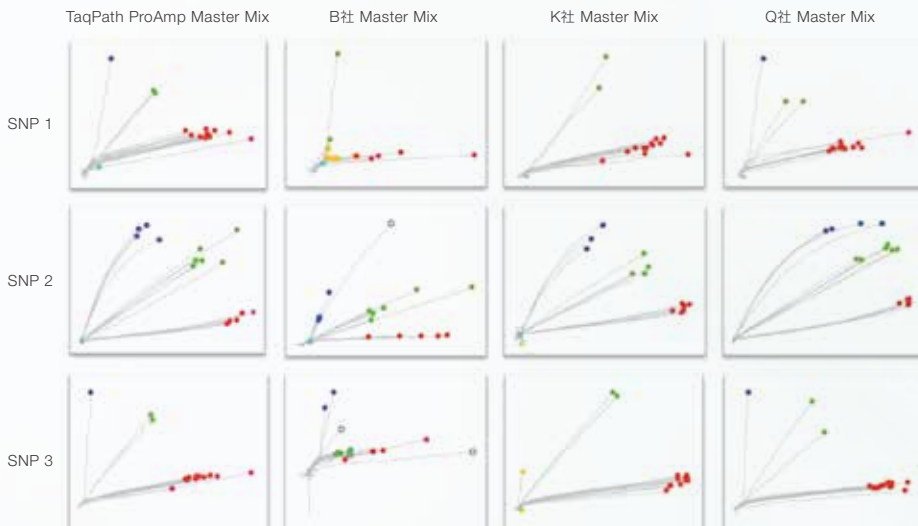 TaqPath ProAmp Master Mix B社 Master Mix K社 Master Mix Q社 Master Mix
SNP 1
SNP 2
SNP 3